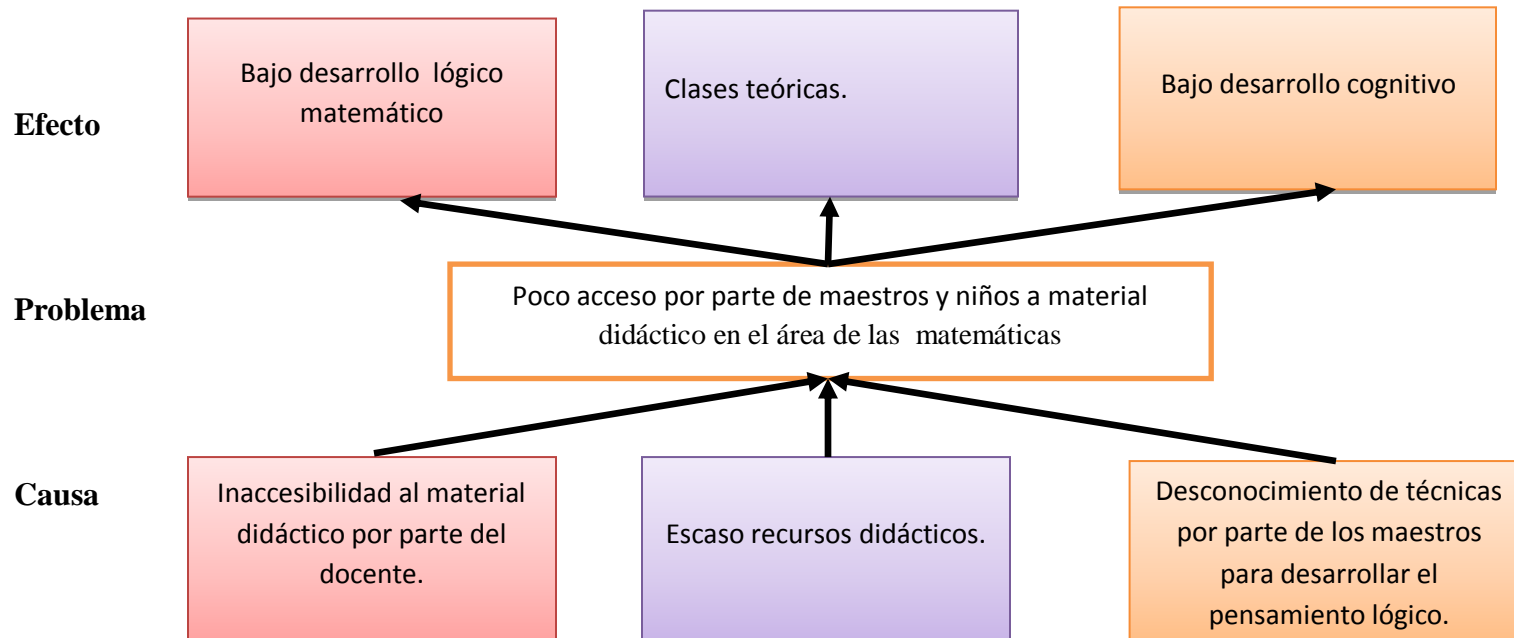 Efecto
Bajo desarrollo lógico
matemático
Clases teóricas.
Bajo desarrollo cognitivo
Problema
Poco acceso por parte de maestros y niños a material
didáctico en el área de las matemáticas
Causa
Inaccesibilidad al material
didáctico por parte del
docente.
Escaso recursos didácticos.
Desconocimiento de técnicas
por parte de los maestros
para desarrollar el
pensamiento lógico.